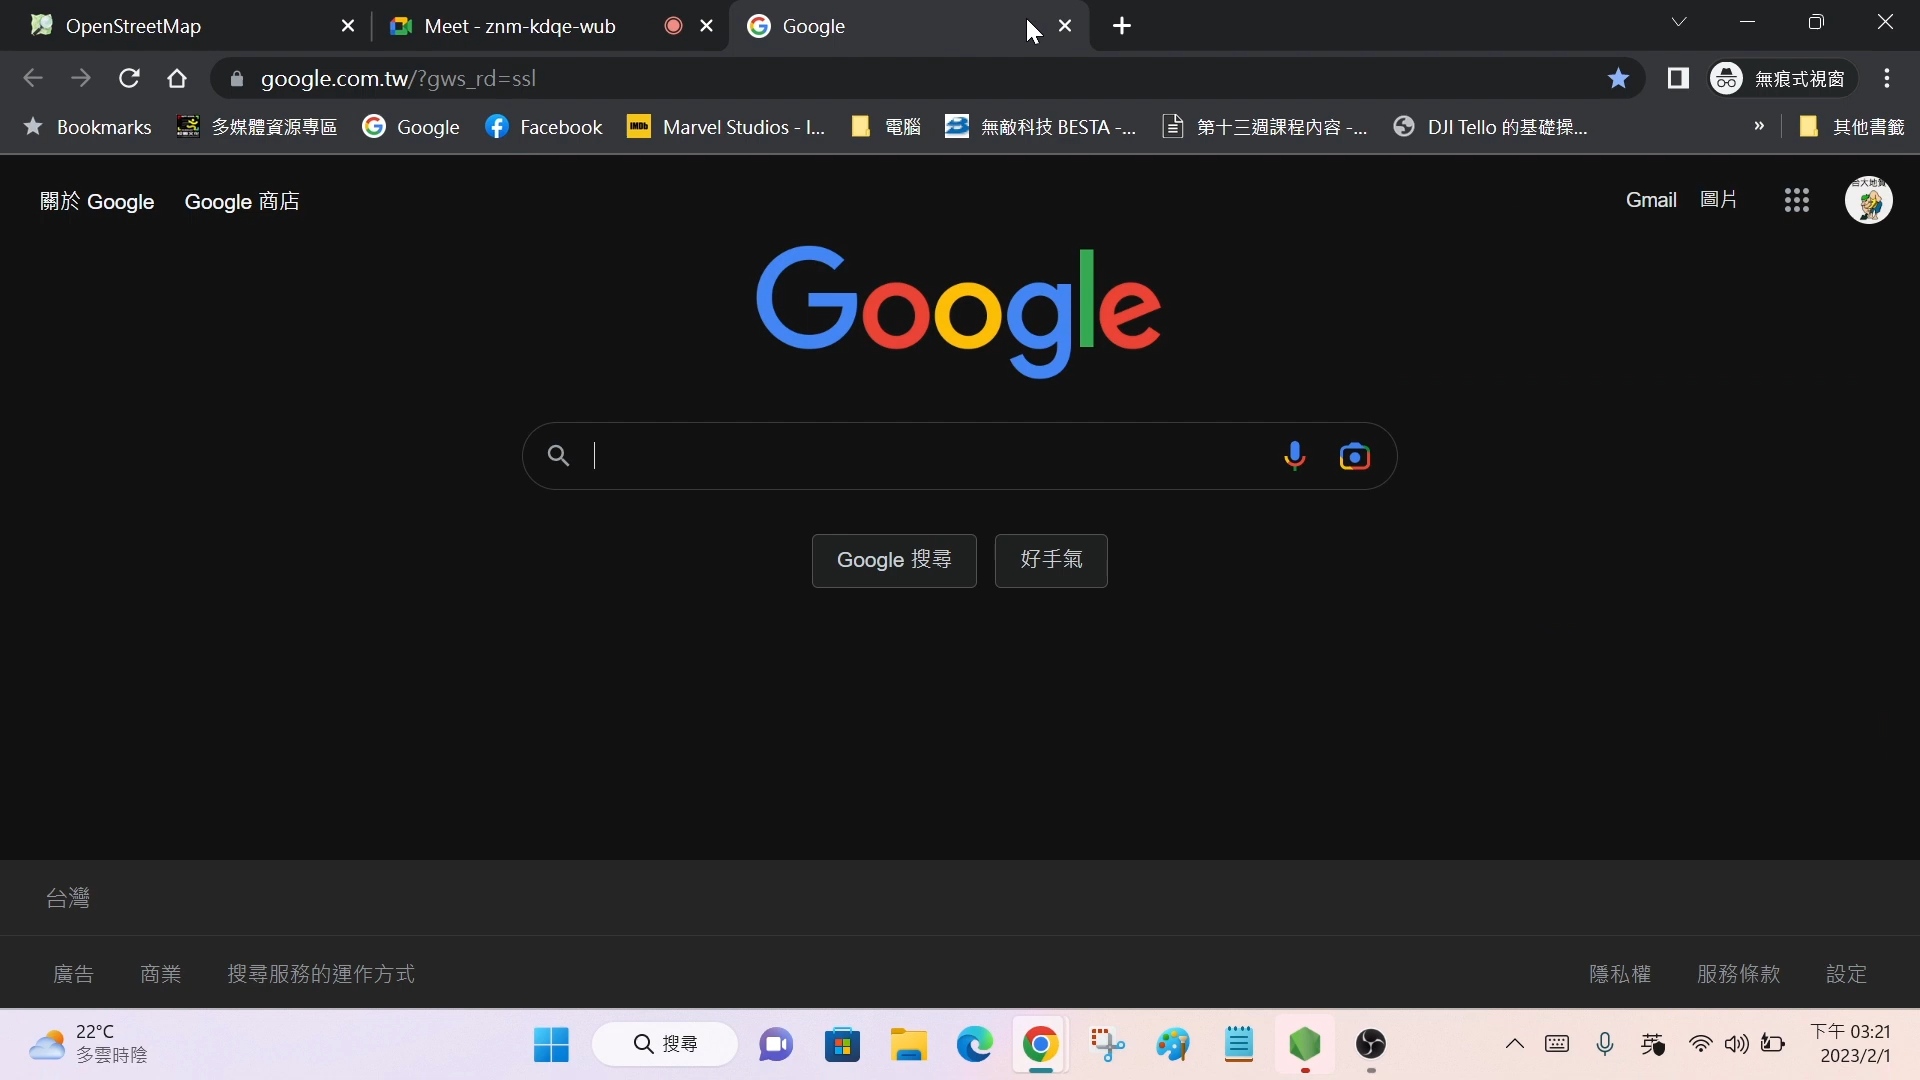 OpenStreetMap
Meet - znm-kdqe-wub
Google
google.com.tw/?gws_rd=ssl
無痕式視窗
Bookmarks
多媒體資源專區
Google
Facebook
IMDb
Marvel Studios - I...
電腦
無敵科技 BESTA -...
第十三週課程內容 -...
DJI Tello 的基礎操...
»
其他書籤
關於 Google
Google 商店
Gmail
圖片
Google
Google 搜尋
好手氣
台灣
廣告
商業
搜尋服務的運作方式
隱私權
服務條款
設定
22°C
多雲時陰
搜尋
英
下午 03:21
2023/2/1